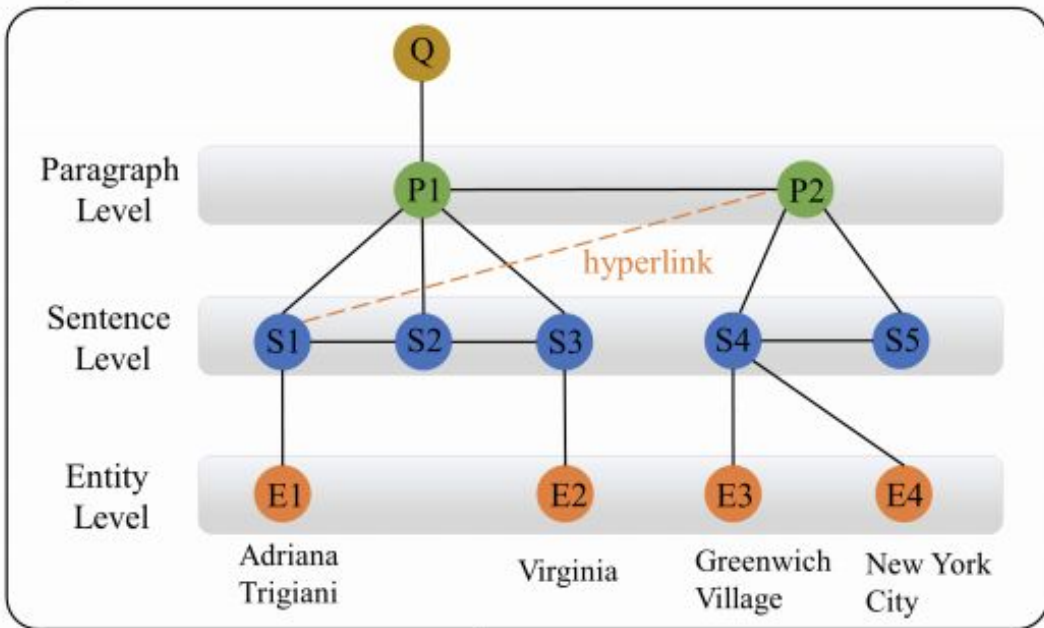 Q
Paragraph
Level
P1
P2
hyperlink
Sentence
Level
S1
S2
S3
S4
S5
Entity
Level
E1
E2
E3
E4
Adriana
Trigiani
Virginia
Greenwich
Village
New York
City